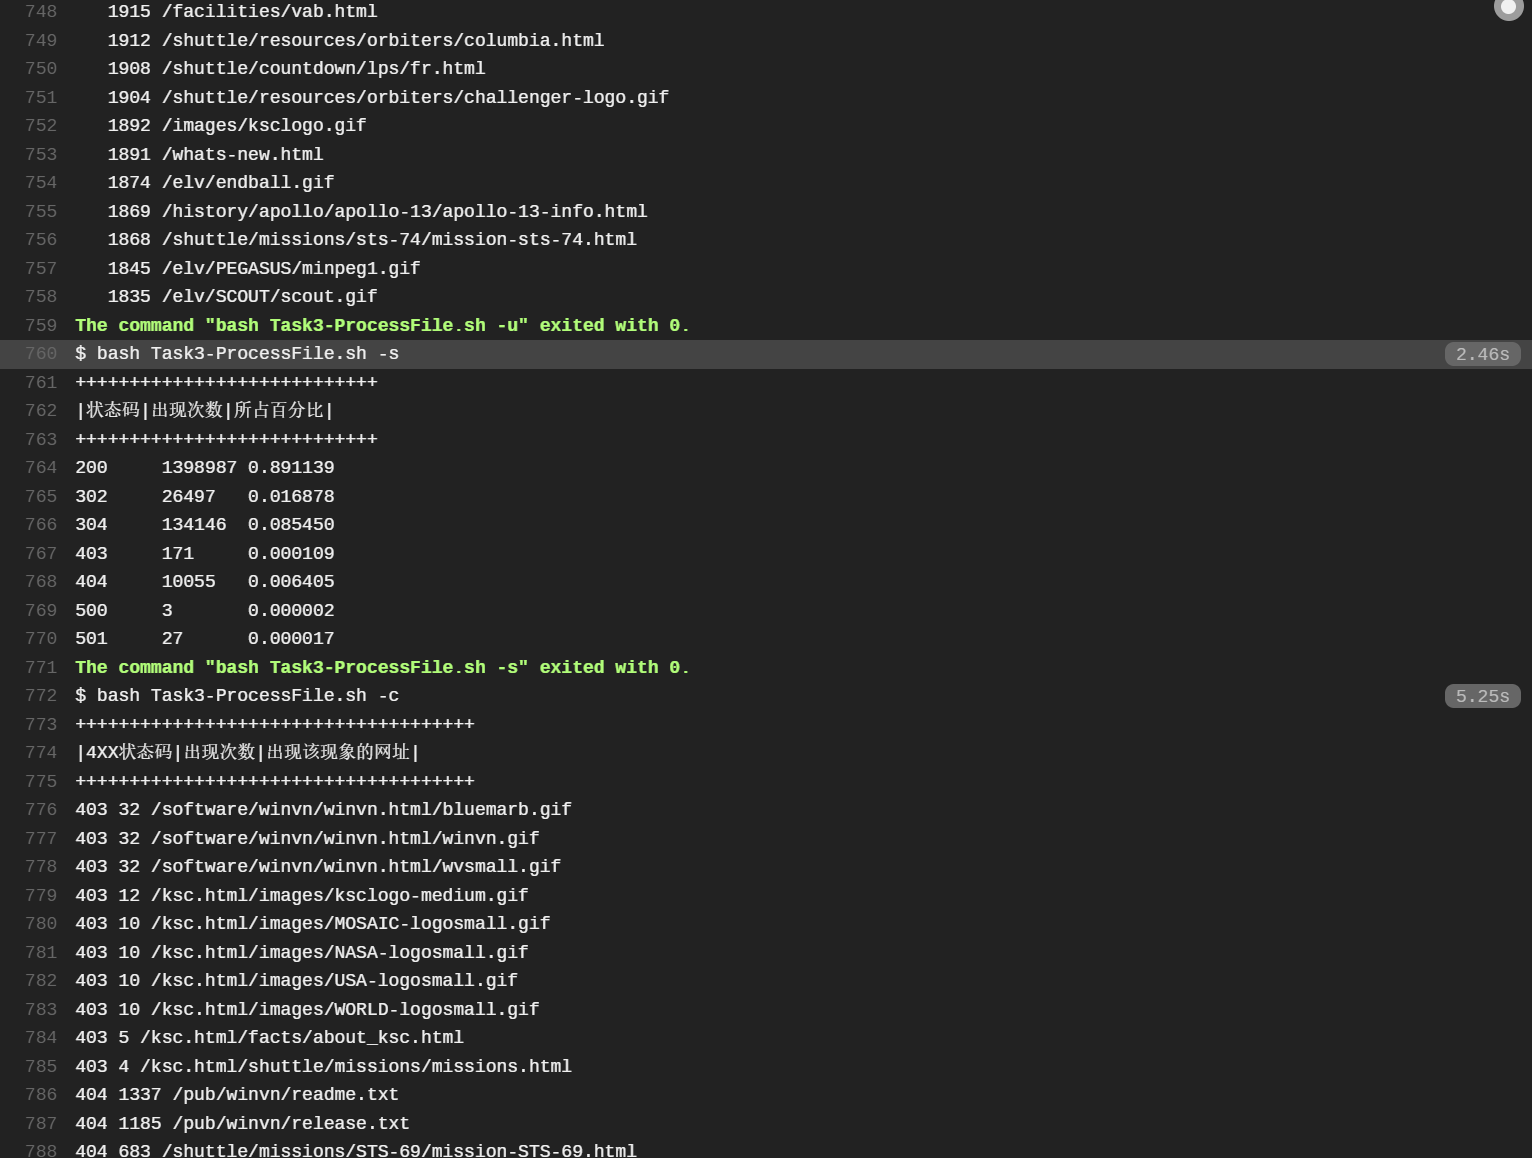 748 1915 /facilities/vab.html
749 1912 /shuttle/resources/orbiters/columbia.html
750 1908 /shuttle/countdown/lps/fr.html
751 1904 /shuttle/resources/orbiters/challenger-logo.gif
752 1892 /images/ksclogo.gif
753 1891 /whats-new.html
754 1874 /elv/endball.gif
755 1869 /history/apollo/apollo-13/apollo-13-info.html
756 1868 /shuttle/missions/sts-74/mission-sts-74.html
757 1845 /elv/PEGASUS/minpeg1.gif
758 1835 /elv/SCOUT/scout.gif
759 The command "bash Task3-ProcessFile.sh -u" exited with 0.
760 $ bash Task3-ProcessFile.sh -s 2.46s
761 ++++++++++++++++++++++++++++
762 |状态码|出现次数|所占百分比|
763 ++++++++++++++++++++++++++++
764 200 1398987 0.891139
765 302 26497 0.016878
766 304 134146 0.085450
767 403 171 0.000109
768 404 10055 0.006405
769 500 3 0.000002
770 501 27 0.000017
771 The command "bash Task3-ProcessFile.sh -s" exited with 0.
772 $ bash Task3-ProcessFile.sh -c 5.25s
773 +++++++++++++++++++++++++++++++++++++
774 |4XX状态码|出现次数|出现该现象的网址|
775 +++++++++++++++++++++++++++++++++++++
776 403 32 /software/winvn/winvn.html/bluemarb.gif
777 403 32 /software/winvn/winvn.html/winvn.gif
778 403 32 /software/winvn/winvn.html/wvsmall.gif
779 403 12 /ksc.html/images/ksclogo-medium.gif
780 403 10 /ksc.html/images/MOSAIC-logosmall.gif
781 403 10 /ksc.html/images/NASA-logosmall.gif
782 403 10 /ksc.html/images/USA-logosmall.gif
783 403 10 /ksc.html/images/WORLD-logosmall.gif
784 403 5 /ksc.html/facts/about_ksc.html
785 403 4 /ksc.html/shuttle/missions/missions.html
786 404 1337 /pub/winvn/readme.txt
787 404 1185 /pub/winvn/release.txt
788 404 683 /shuttle/missions/STS-69/mission-STS-69.html